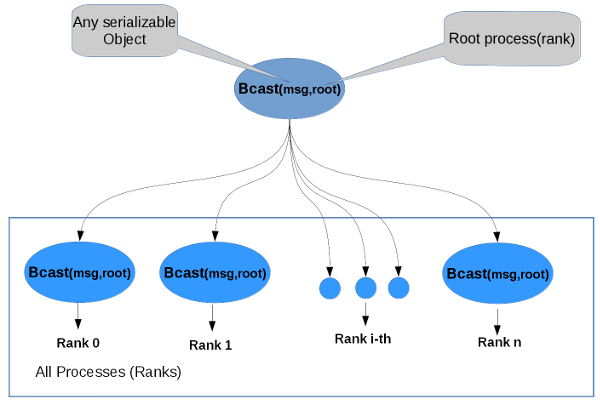 Any serializable
Object
Root process(rank)
Bcast(msg,root)
Bcast(msg,root)
Bcast(msg,root)
Bcast(msg,root)
Rank 0
Rank 1
Rank i-th
Rank n
All Processes (Ranks)